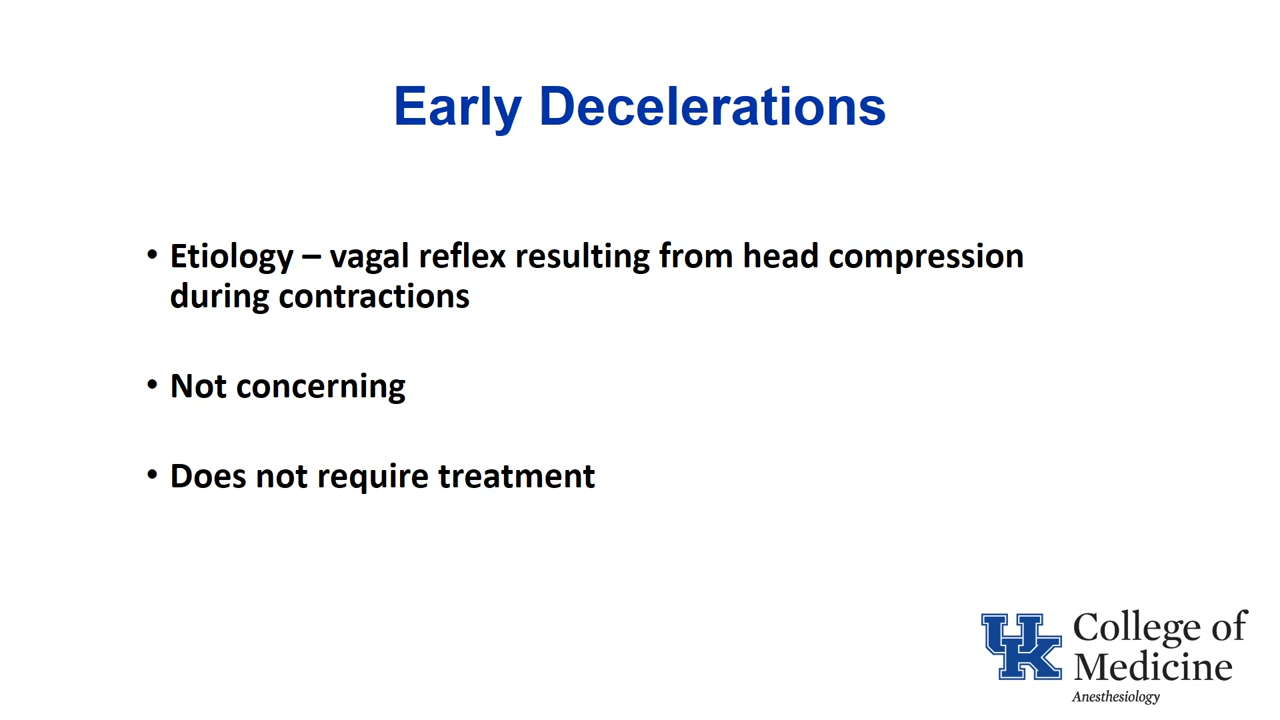 Early Decelerations
• Etiology – vagal reflex resulting from head compression
during contractions
• Not concerning
• Does not require treatment
UK
College of
Medicine
Anesthesiology